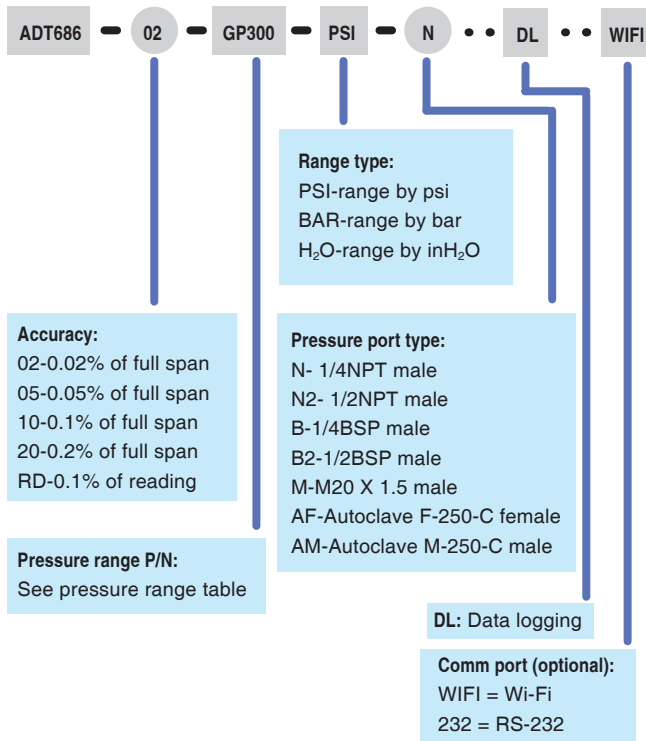 ADT686 – 02 – GP300 – PSI – N • • DL • • WIFI
Range type:
PSI-range by psi
BAR-range by bar
H₂O-range by inH₂O
Accuracy:
02-0.02% of full span
05-0.05% of full span
10-0.1% of full span
20-0.2% of full span
RD-0.1% of reading
Pressure port type:
N- 1/4NPT male
N2- 1/2NPT male
B-1/4BSP male
B2-1/2BSP male
M-M20 X 1.5 male
AF-Autoclave F-250-C female
AM-Autoclave M-250-C male
Pressure range P/N:
See pressure range table
DL: Data logging
Comm port (optional):
WIFI = Wi-Fi
232 = RS-232